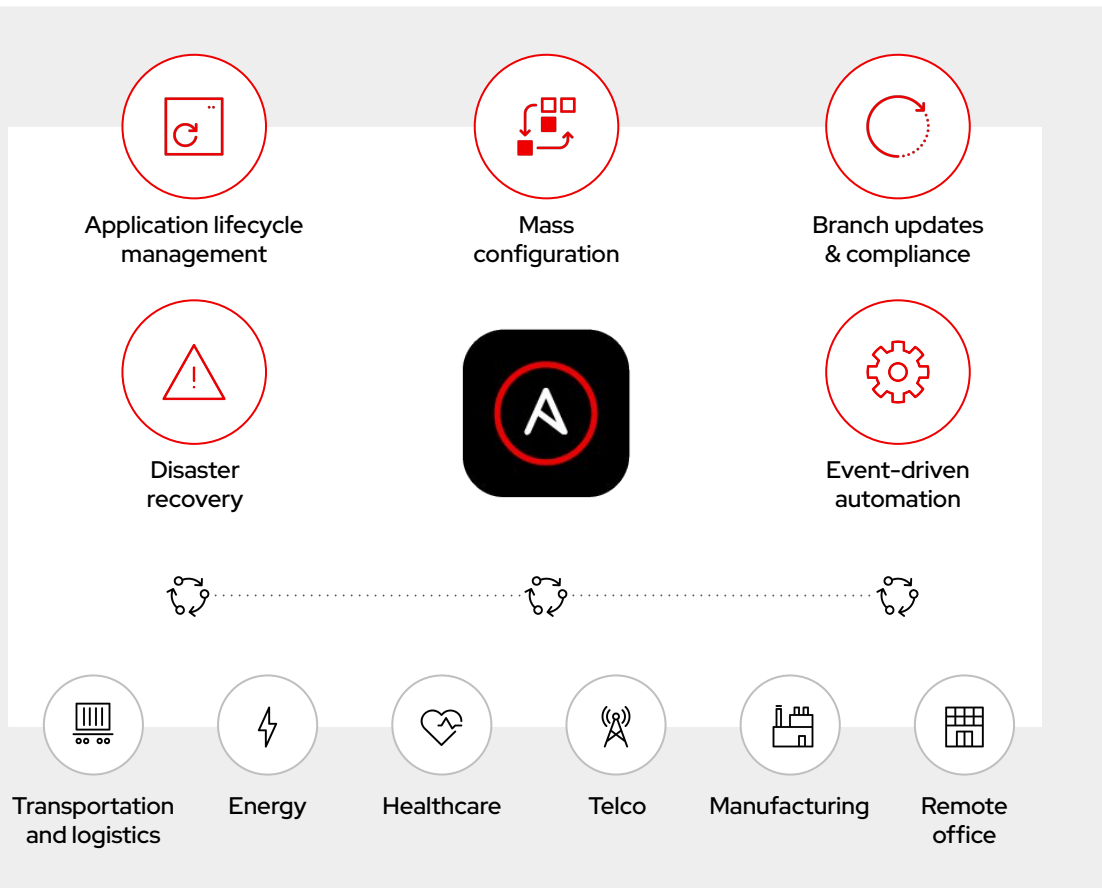 Application lifecycle
management
Mass
configuration
Branch updates
& compliance
Disaster
recovery
Event-driven
automation
Transportation
and logistics
Energy
Healthcare
Telco
Manufacturing
Remote
office